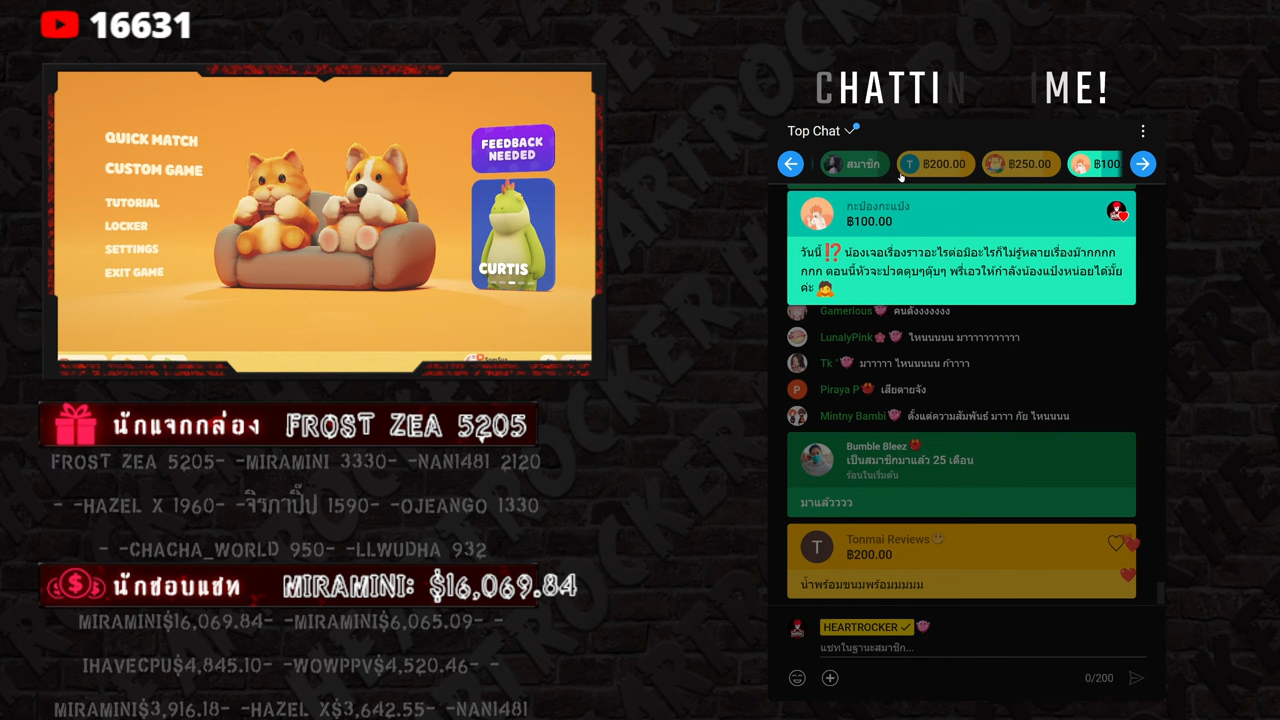 16631
CHATTIN IME!
QUICK MATCH
CUSTOM GAME
TUTORIAL
LOCKER
SETTINGS
EXIT GAME
FEEDBACK
NEEDED
CURTIS
SomSus
นักแจกกล่อง FROST ZEA 5205
FROST ZEA 5205- -MIRAMINI 3330- -NAN1481 2120
- -HAZEL X 1960- -จิรภาปิ๊ป 1590- -OJEANGO 1330
- -CHACHA_WORLD 950- -LLWUDHA 932
นักชอบแชท MIRAMINI: $16,069.84
MIRAMINI$16,069.84- -MIRAMINI$6,065.09- -
IHAVECPU$4,845.10- -WOWPPV$4,520.46- -
MIRAMINI$3,916.18- -HAZEL X$3,642.55- -NAN1481
Top Chat
สมาชิก T ฿200.00 ฿250.00 ฿100
กะป๋องกะแป๋ง
฿100.00
วันนี้⁉️น้องเจอเรื่องราวอะไรต่อมิอะไรก็ไม่รู้หลายเรื่องม๊ากกกก
กกก ตอนนี้หัวจะปวดตุบๆตุ๊บๆ พรี่เอวให้กำลังน้องแป๋งหน่อยได้มั้ย
ค่ะ 🙇
Gamerious คนดังงงงงง
LunalyPink🌸 ไหนนนนน มาาาาาาาาาาา
Tk " มาาาาา ไหนนนนน ก๊าาาา
P Piraya P เสียดายจัง
Mintny Bambi ตั้งแต่ความสัมพันธ์ มาาา กัย ไหนนนน
Bumble Bleez
เป็นสมาชิกมาแล้ว 25 เดือน
ร้อนในเริ่มต้น
มาแล้วววว
T Tonmai Reviews😁
฿200.00
น้ำพร้อมขนมพร้อมมมมม
HEARTROCKER
แชทในฐานะสมาชิก...
0/200